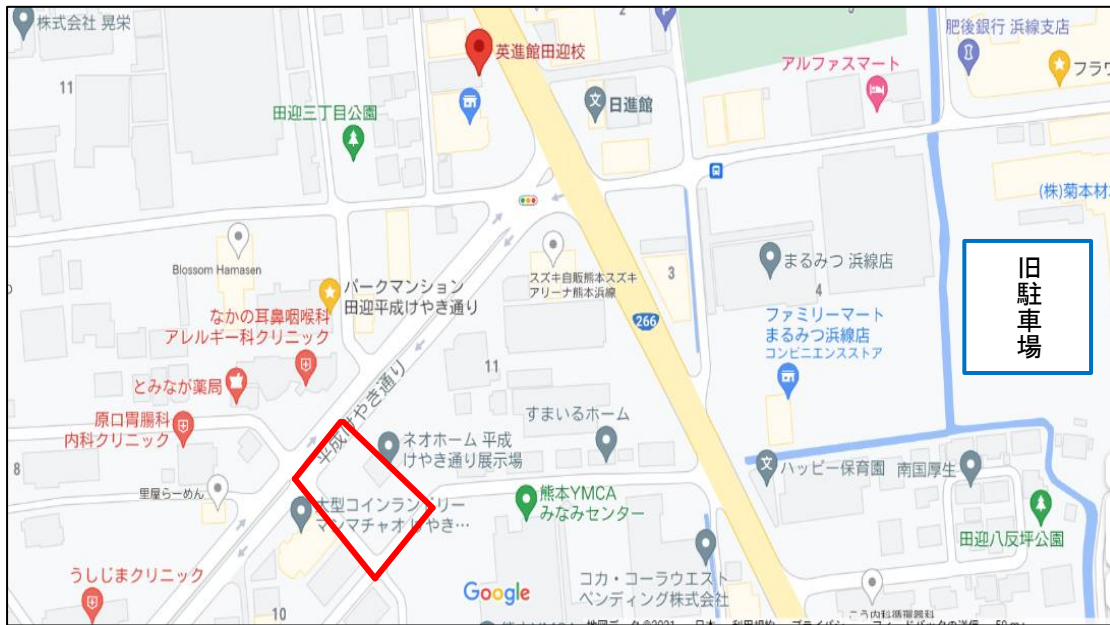 株式会社 晃栄
11
2
英進館田迎校
肥後銀行 浜線支店
アルファスマート
日進館
田迎三丁目公園
(株)菊本材
Blossom Hamasen
スズキ自販熊本スズキ
アリーナ熊本浜線
3
まるみつ 浜線店
4
旧駐車場
パークマンション
田迎平成けやき通り
なかの耳鼻咽喉科
アレルギー科クリニック
266
ファミリーマート
まるみつ浜線店
コンビニエンスストア
11
とみなが薬局
平成けやき通り
原口胃腸科
内科クリニック
すまいるホーム
ネオホーム 平成
けやき通り展示場
8
ハッピー保育園
南国厚生
里屋らーめん
大型コインランドリー
マンマチャオ けやき…
熊本YMCA
みなみセンター
田迎八反坪公園
うしじまクリニック
コカ・コーラウエスト
ベンディング株式会社
Google
10